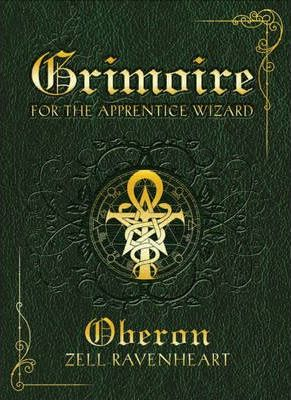 Grimoire
FOR THE APPRENTICE WIZARD
Oberon
ZELL RAVENHEART